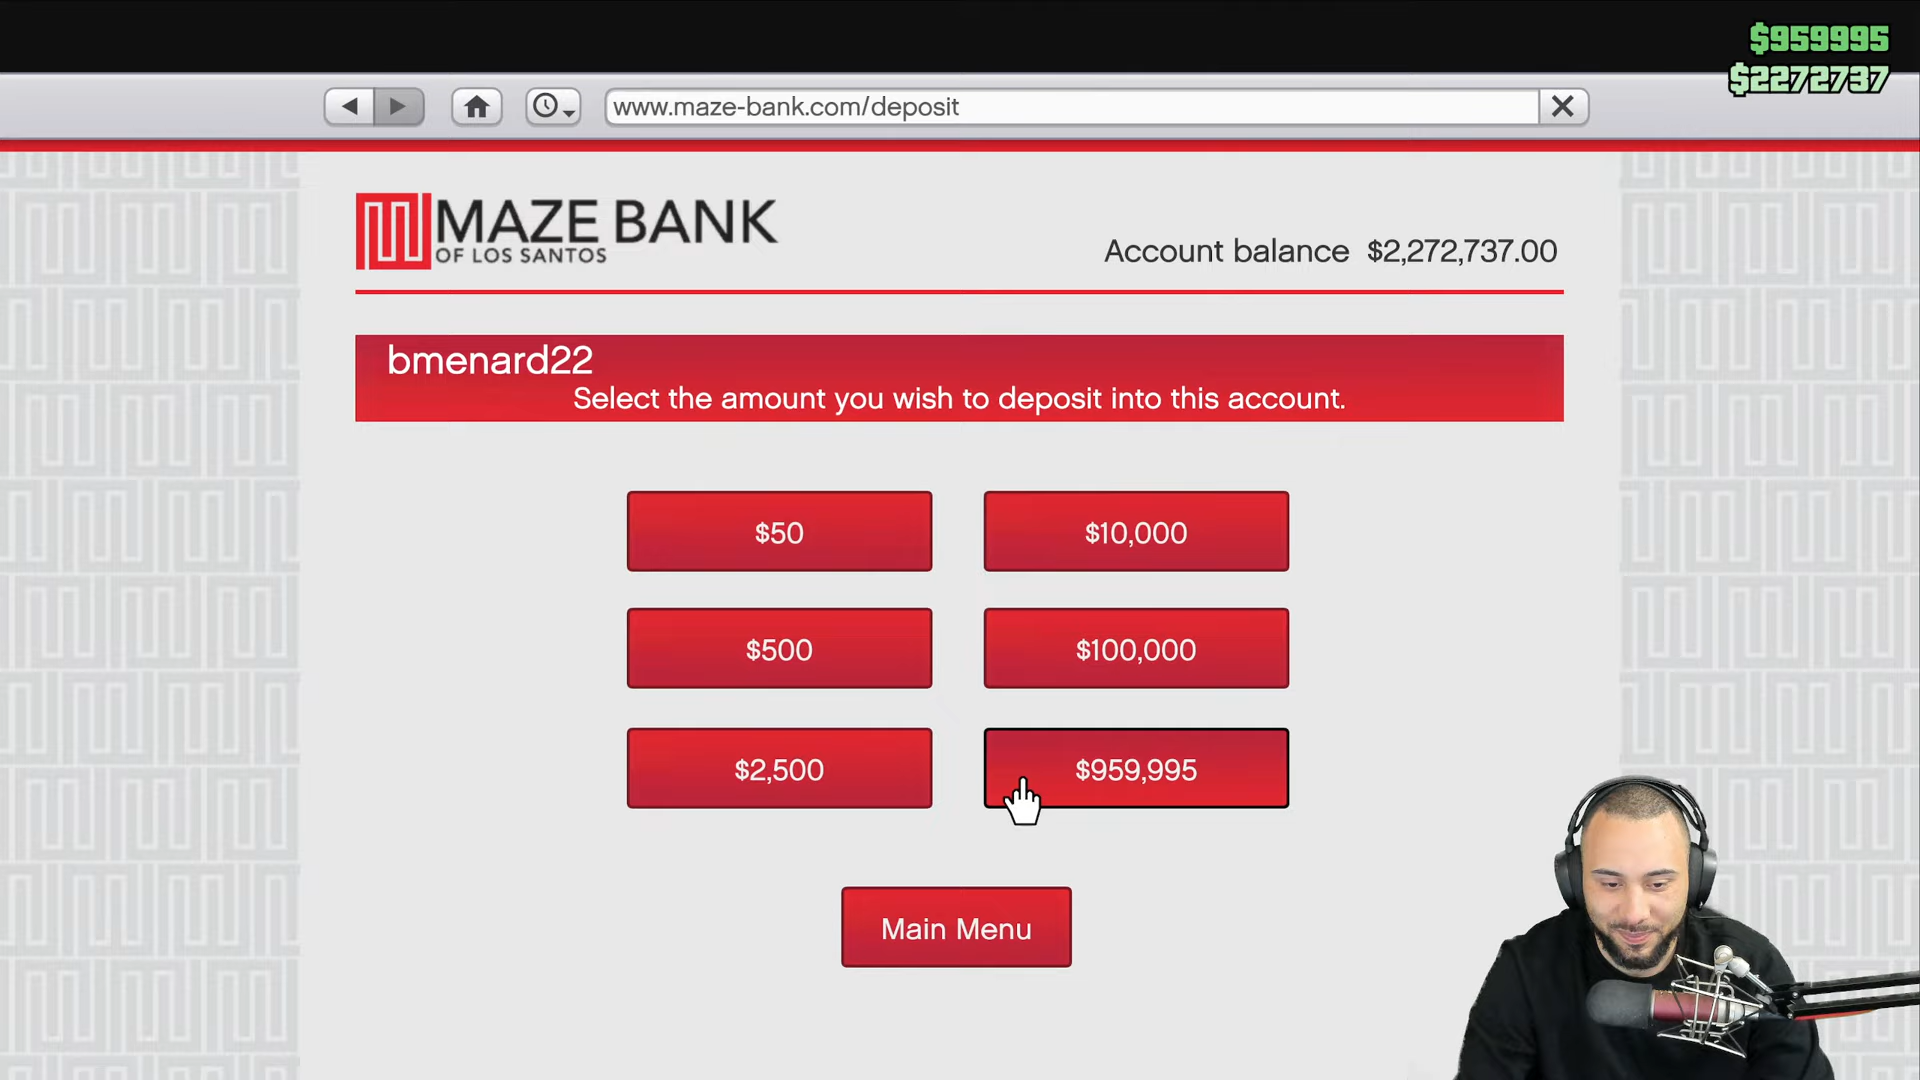 $959995
$2272737
www.maze-bank.com/deposit
MAZE BANK
OF LOS SANTOS
Account balance $2,272,737.00
bmenard22
Select the amount you wish to deposit into this account.
$50
$10,000
$500
$100,000
$2,500
$959,995
Main Menu